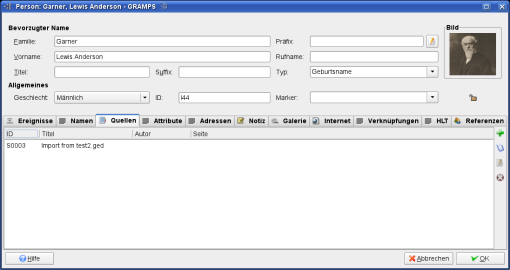 Person: Garner, Lewis Anderson - GRAMPS
Bevorzugter Name
Bild
Familie: Garner Präfix:
Vorname: Lewis Anderson Rufname:
Titel: Suffix: Typ: Geburtsname
Allgemeines
Geschlecht: Männlich ID: I44 Marker:
Ereignisse Namen Quellen Attribute Adressen Notiz Galerie Internet Verknüpfungen HLT Referenzen
ID Titel Autor Seite
S0003 Import from test2.ged
Hilfe Abbrechen OK